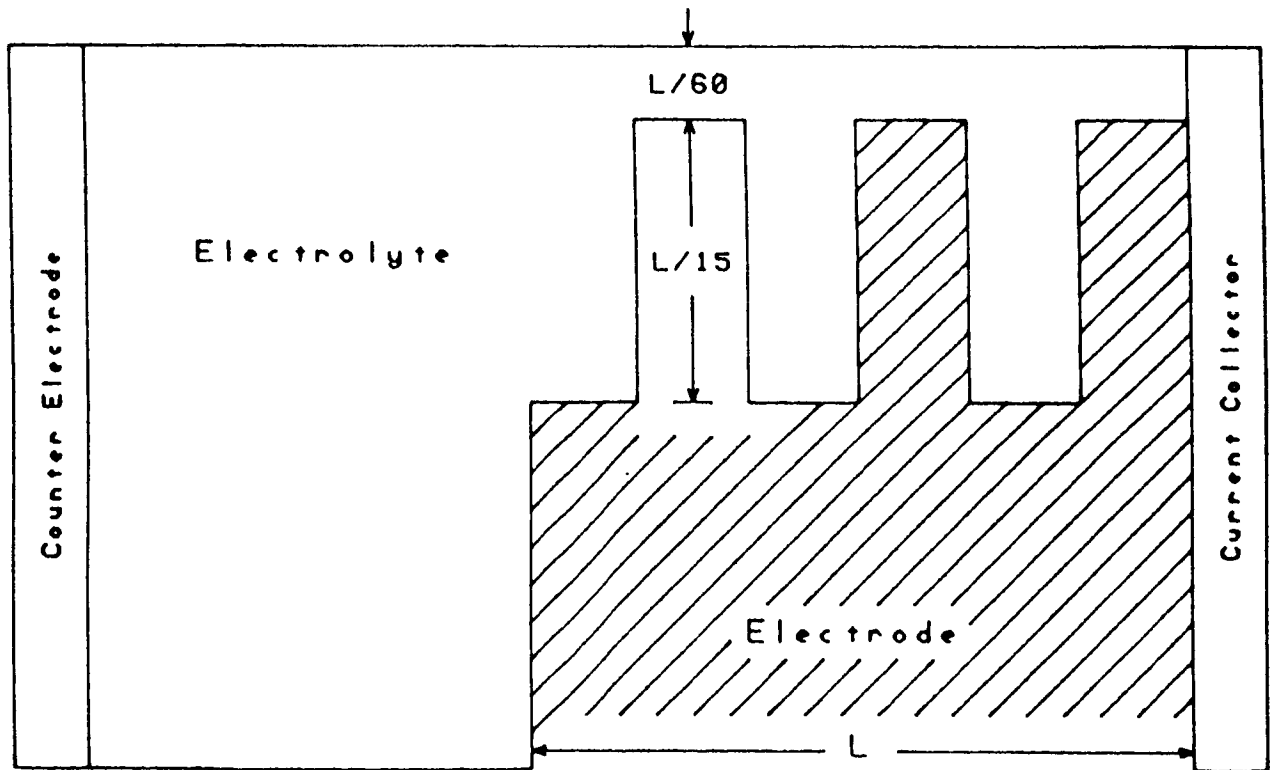 L/60
Electrolyte
L/15
Counter Electrode
Current Collector
Electrode
L